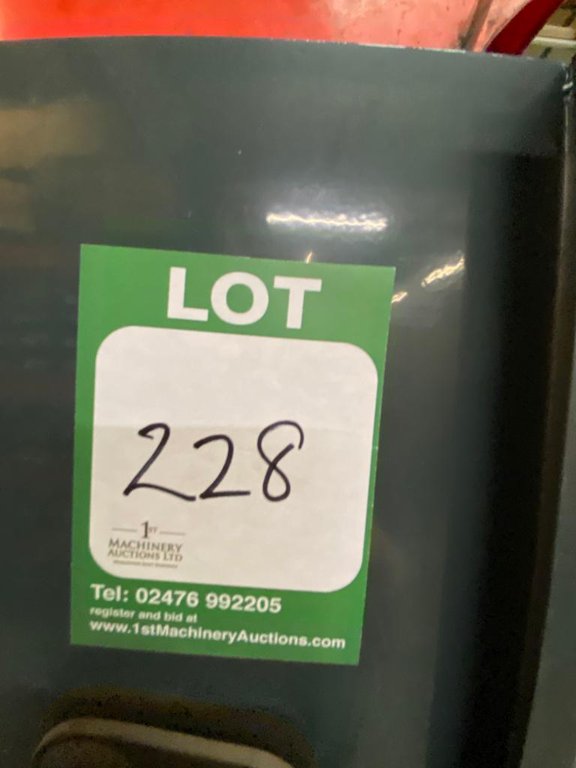 LOT
228
1ST
MACHINERY
AUCTIONS LTD
Tel: 02476 992205
register and bid at
www.1stMachineryAuctions.com